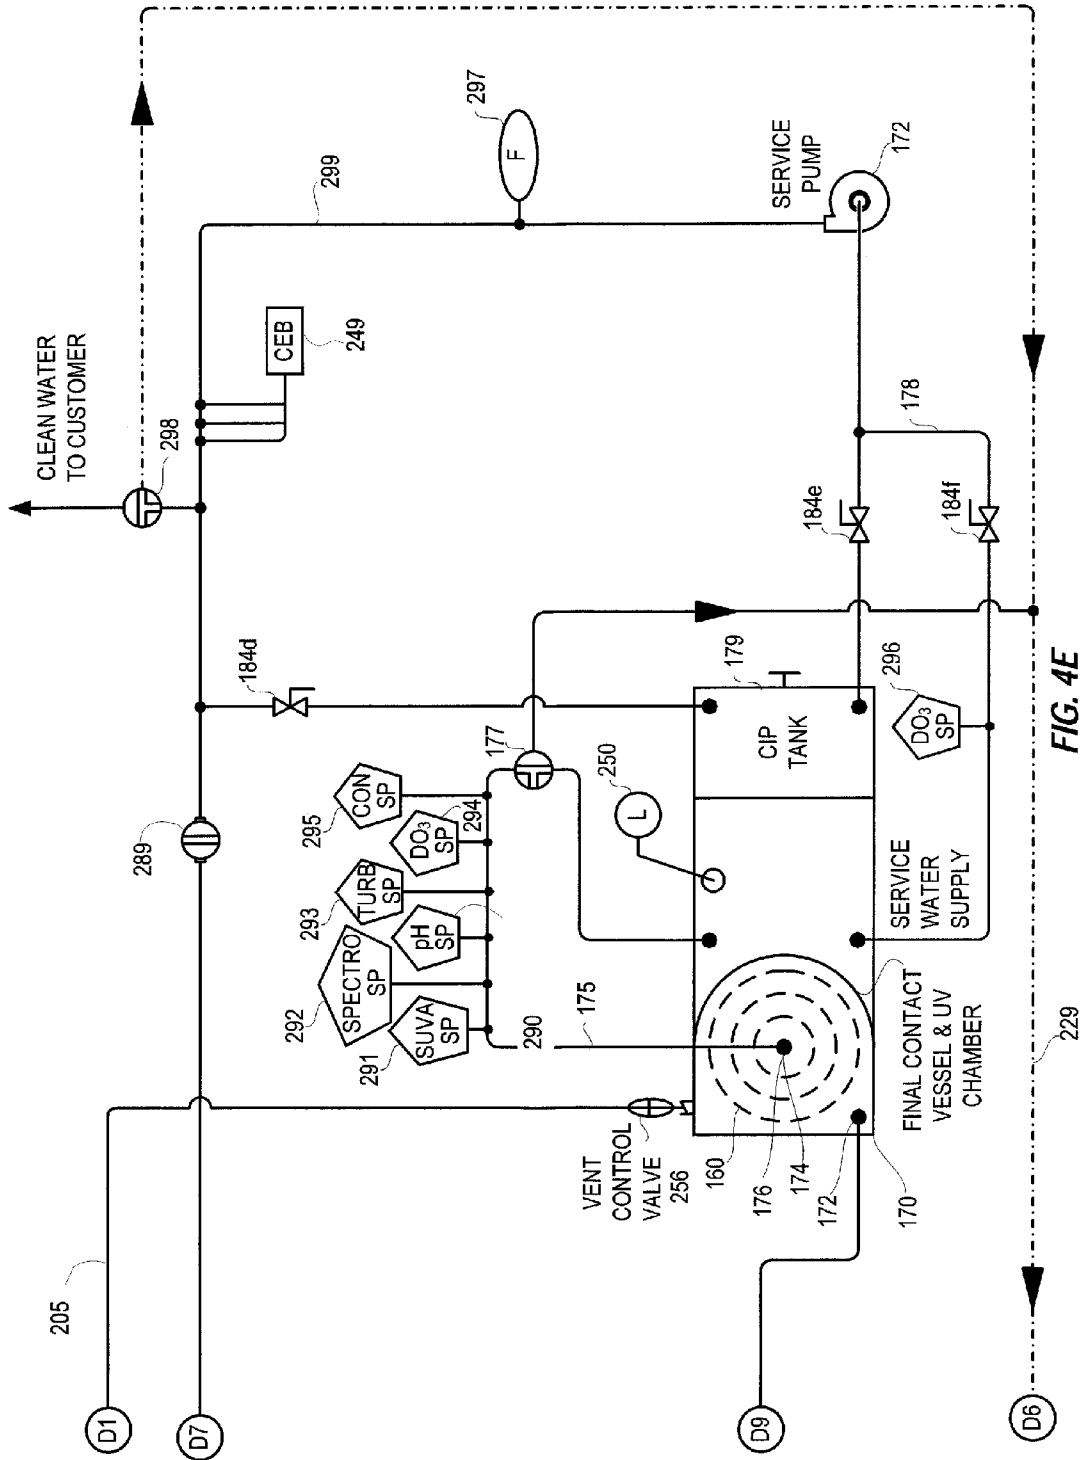 D1
205
D7
289
184d
CLEAN WATER
TO CUSTOMER
298
CEB
249
299
F
297
SERVICE
PUMP
172
178
184e
184f
SUVA
SP
291
SPECTRO
SP
292
pH
SP
290
TURB
SP
293
DO3
SP
294
CON
SP
295
177
175
VENT
CONTROL
VALVE
256
L
250
CIP
TANK
179
DO3
SP
296
SERVICE
WATER
SUPPLY
FINAL CONTACT
VESSEL & UV
CHAMBER
160
176
174
172
170
D9
D6
229
FIG. 4E